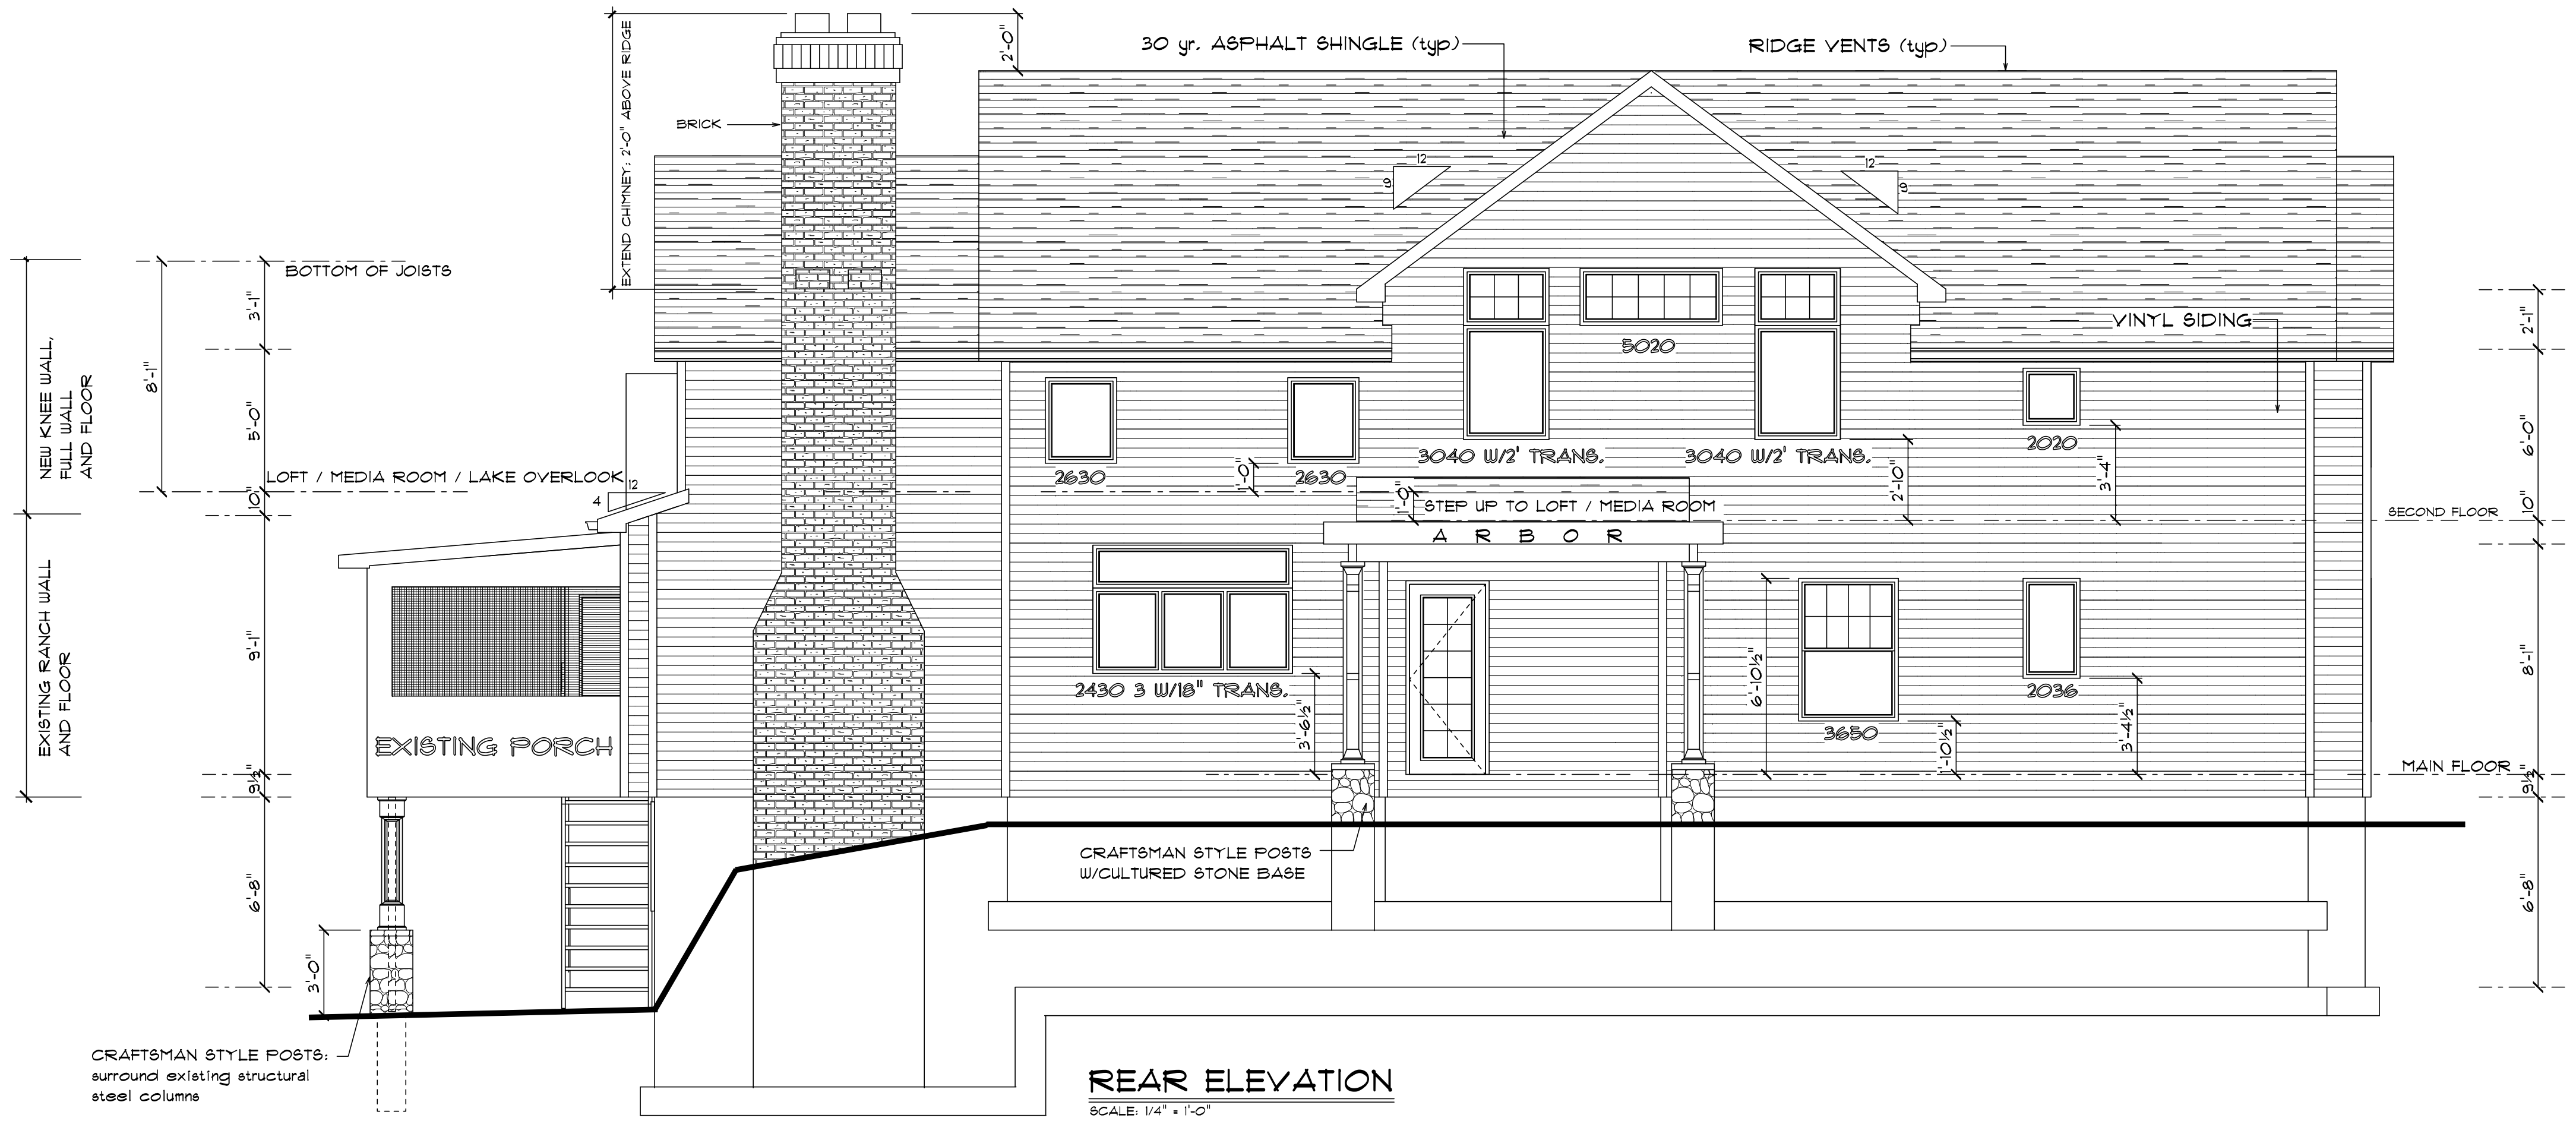 EXTEND CHIMNEY; 2'-0" ABOVE RIDGE
2'-0"
30 yr. ASPHALT SHINGLE (typ)
RIDGE VENTS (typ)
BRICK
12
9
12
9
BOTTOM OF JOISTS
3'-1"
8'-1"
5'-0"
NEW KNEE WALL,
FULL WALL
AND FLOOR
LOFT / MEDIA ROOM / LAKE OVERLOOK
10"
12
4
2'-1"
VINYL SIDING
5020
6'-0"
2630
1'-0"
2630
3040 W/2' TRANS.
3040 W/2' TRANS.
2'-10"
2020
3'-4"
10"
1'-0"
STEP UP TO LOFT / MEDIA ROOM
SECOND FLOOR
ARBOR
EXISTING RANCH WALL
AND FLOOR
9'-1"
8'-1"
6'-10½"
2430 3 W/18" TRANS.
3'-6½"
2036
3'-4½"
3650
1'-10½"
EXISTING PORCH
MAIN FLOOR
9½"
9½"
6'-8"
6'-8"
3'-0"
CRAFTSMAN STYLE POSTS
W/CULTURED STONE BASE
CRAFTSMAN STYLE POSTS:
surround existing structural
steel columns
REAR ELEVATION
SCALE: 1/4" = 1'-0"